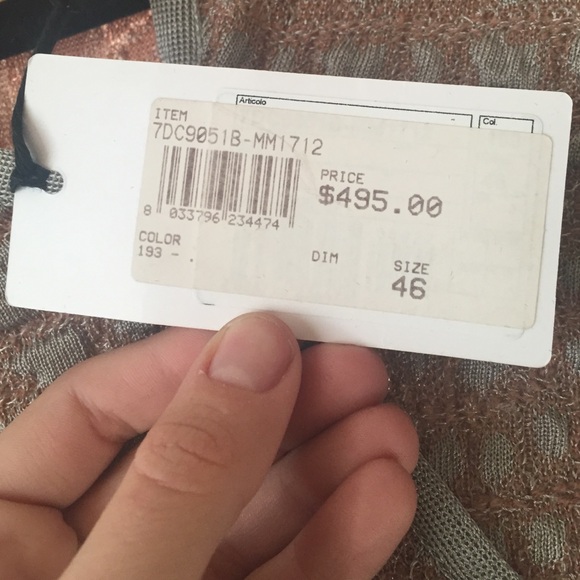 Articolo
Col.
ITEM
7DC9051B-MM1712
PRICE
$495.00
8 033796 234474
COLOR
193 - .
DIM
SIZE
46